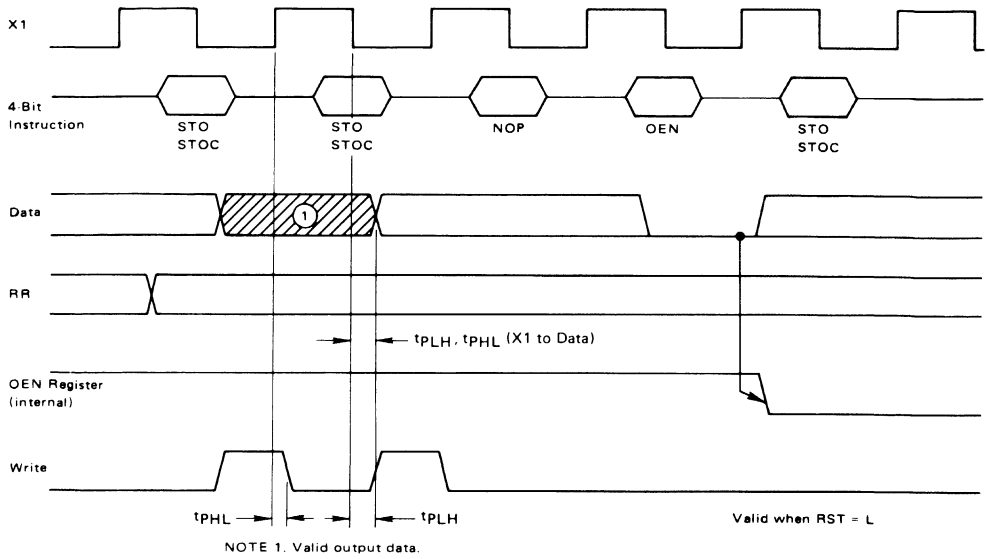 X1
4-Bit
Instruction
STO
STOC
STO
STOC
NOP
OEN
STO
STOC
Data
1
RR
tPLH, tPHL (X1 to Data)
OEN Register
(internal)
Write
tPHL
tPLH
Valid when RST = L
NOTE 1. Valid output data.